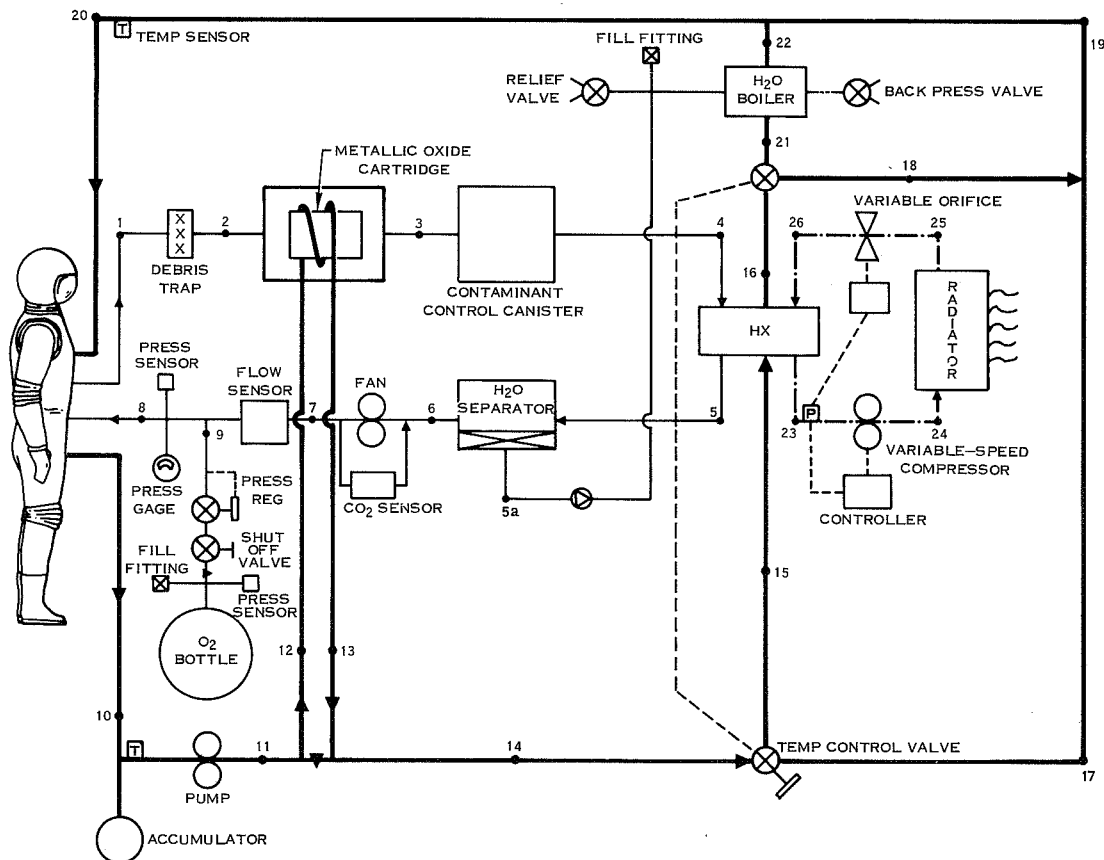 20
T
TEMP SENSOR
FILL FITTING
22
19
RELIEF
VALVE
H₂O
BOILER
BACK PRESS VALVE
21
METALLIC OXIDE
CARTRIDGE
18
VARIABLE ORIFICE
1
XXX
2
3
4
26
25
DEBRIS
TRAP
CONTAMINANT
CONTROL CANISTER
16
HX
RADIATOR
PRESS
SENSOR
FLOW
SENSOR
FAN
H₂O
SEPARATOR
8
7
6
5
23
P
24
9
VARIABLE-SPEED
COMPRESSOR
PRESS
GAGE
PRESS
REG
CO₂ SENSOR
5a
CONTROLLER
FILL
FITTING
SHUT
OFF
VALVE
PRESS
SENSOR
15
O₂
BOTTLE
12
13
10
T
11
14
TEMP CONTROL VALVE
17
PUMP
ACCUMULATOR